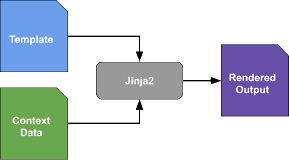 Template
Jinja2
Rendered
Output
Context
Data